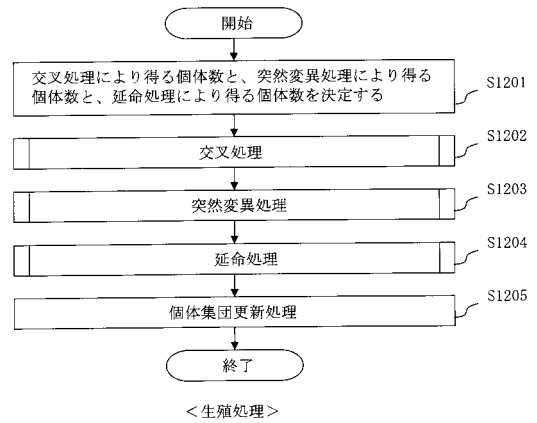 開始
交叉処理により得る個体数と、突然変異処理により得る
個体数と、延命処理により得る個体数を決定する
S1201
交叉処理
S1202
突然変異処理
S1203
延命処理
S1204
個体集団更新処理
S1205
終了
＜生殖処理＞